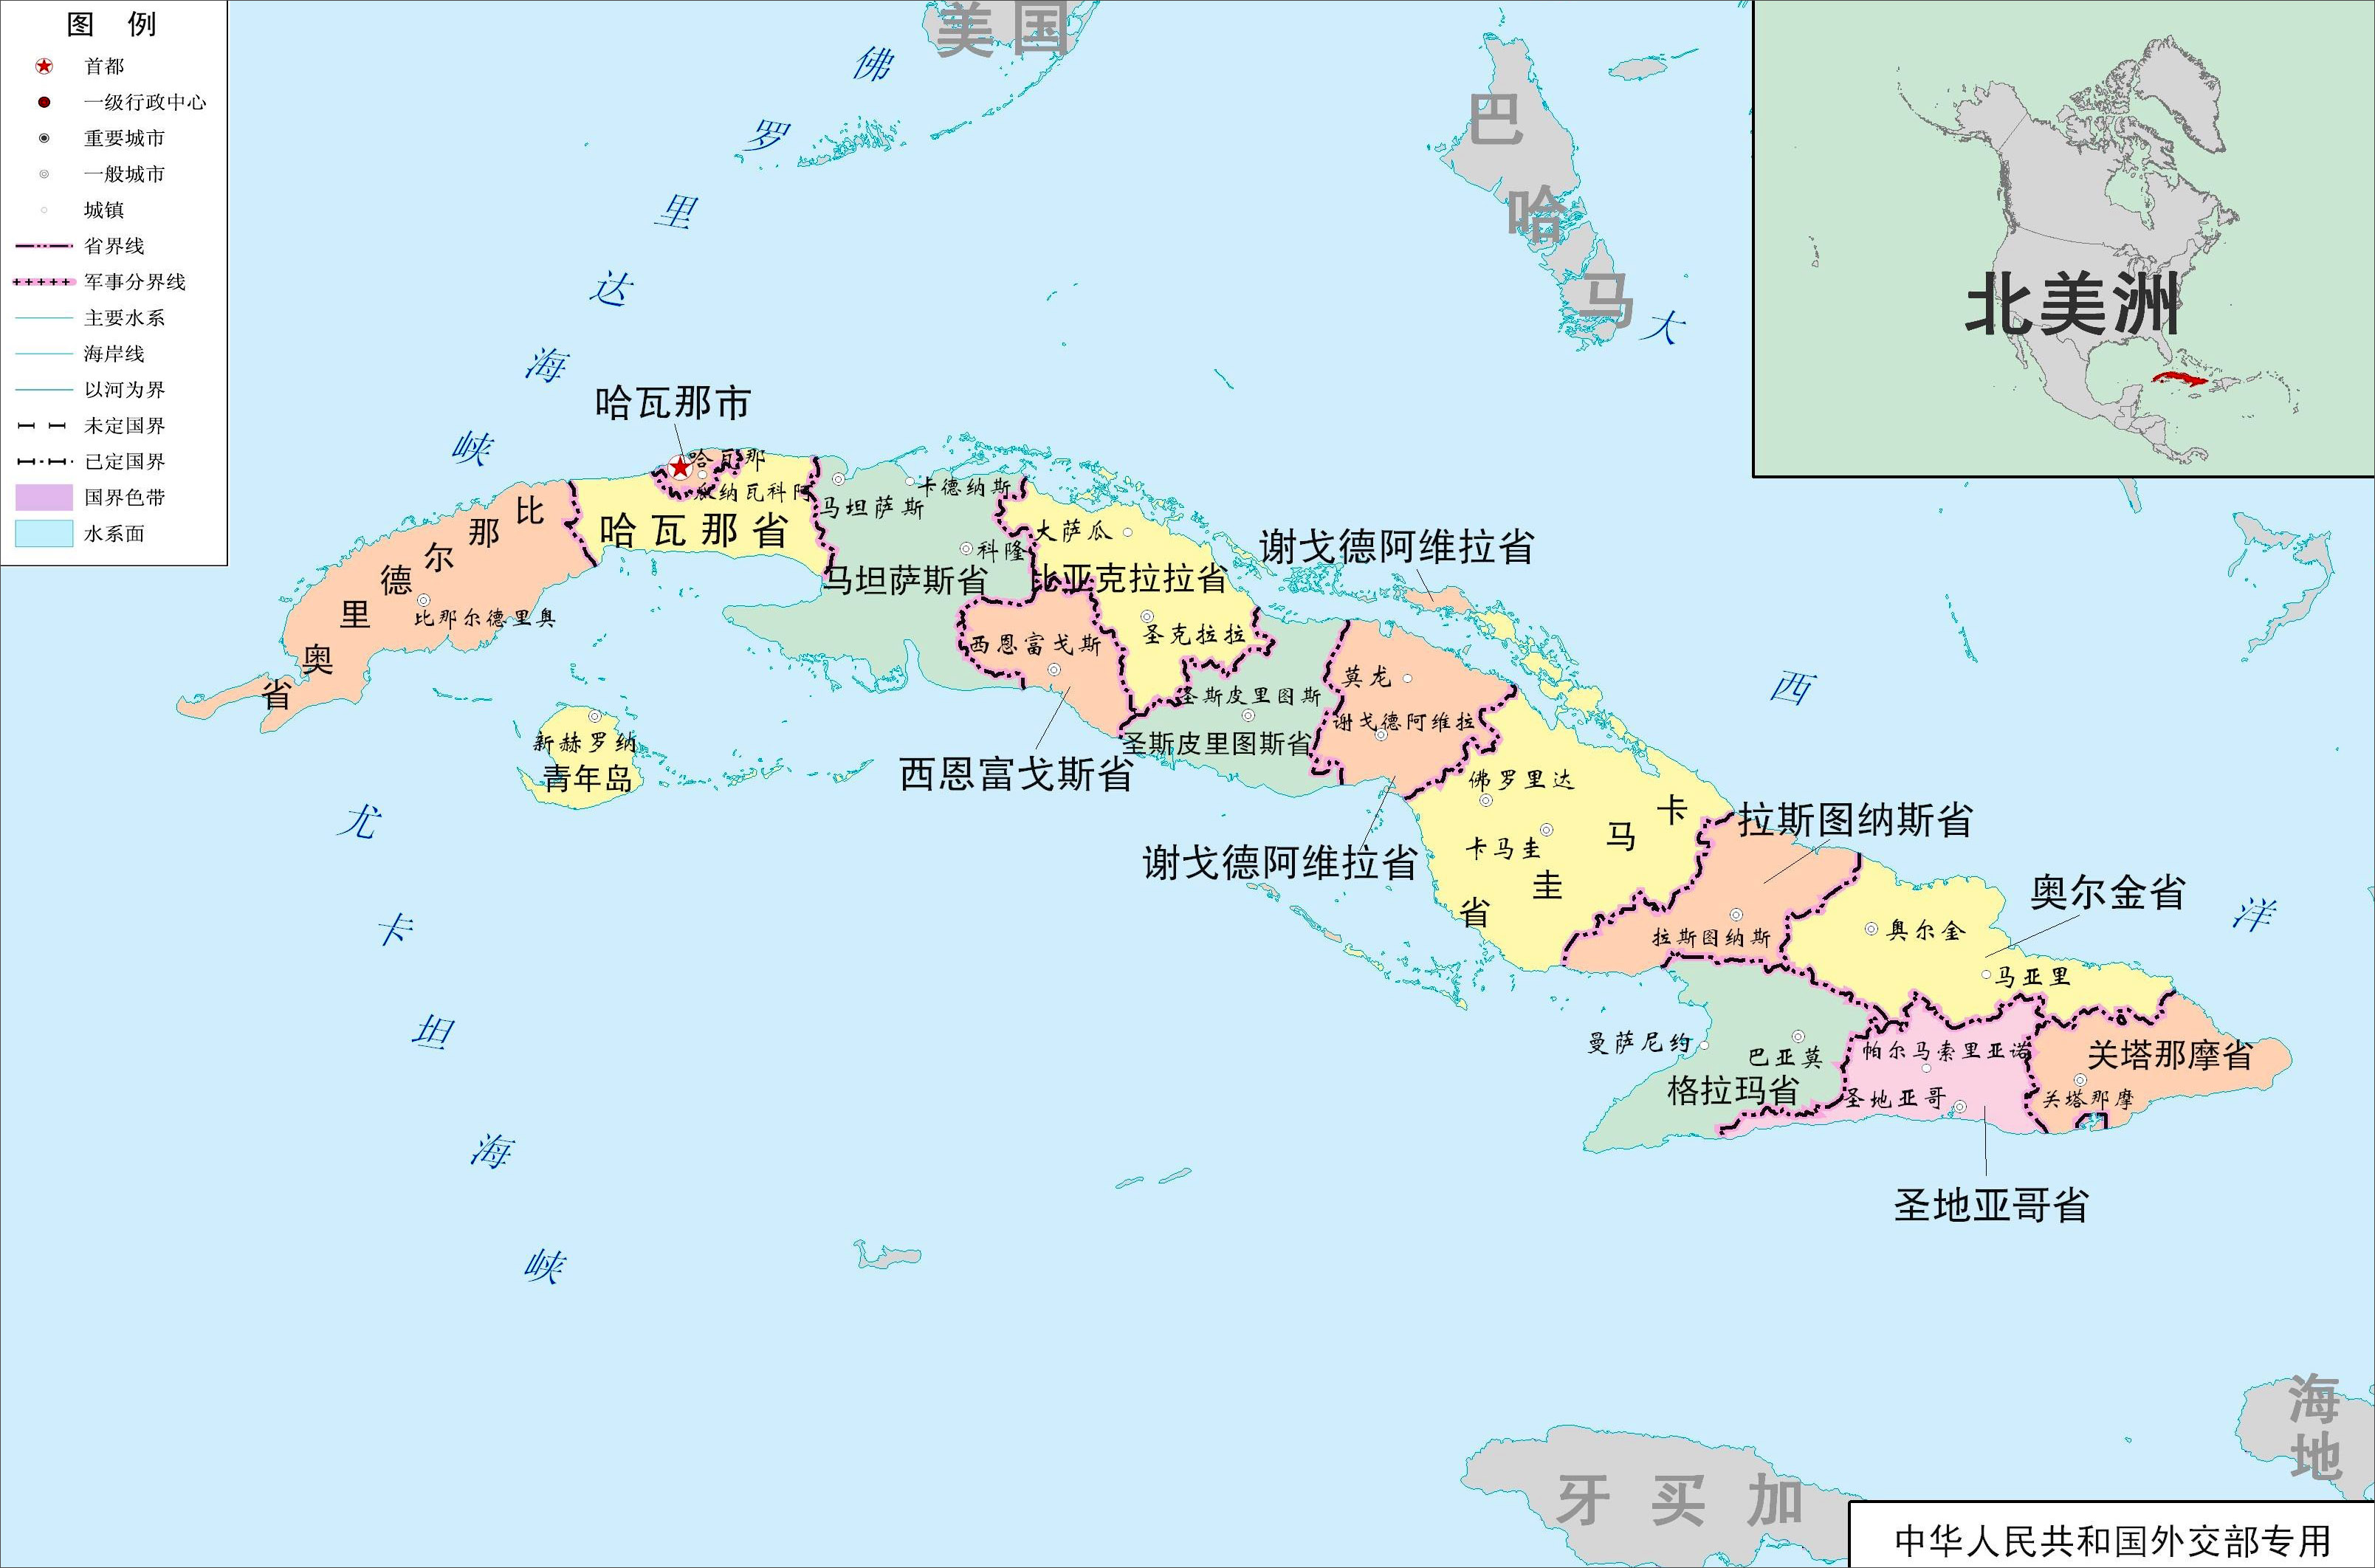 图 例
首都
一级行政中心
重要城市
一般城市
城镇
省界线
军事分界线
主要水系
海岸线
以河为界
未定国界
已定国界
国界色带
水系面
美国
佛罗里达海峡
巴哈马
大西洋
北美洲
哈瓦那市
哈瓦那
瓜纳瓦科阿
哈瓦那省
比那尔德里奥省
比那尔德里奥
马坦萨斯
卡德纳斯
科隆
马坦萨斯省
大萨瓜
比亚克拉拉省
圣克拉拉
谢戈德阿维拉省
西恩富戈斯
西恩富戈斯省
圣斯皮里图斯
圣斯皮里图斯省
莫龙
谢戈德阿维拉
谢戈德阿维拉省
新赫罗纳
青年岛
佛罗里达
卡马圭
卡马圭省
拉斯图纳斯省
拉斯图纳斯
奥尔金省
奥尔金
马亚里
曼萨尼约
巴亚莫
格拉玛省
帕尔马索里亚诺
圣地亚哥
圣地亚哥省
关塔那摩省
关塔那摩
尤卡坦海峡
牙买加
海地
中华人民共和国外交部专用